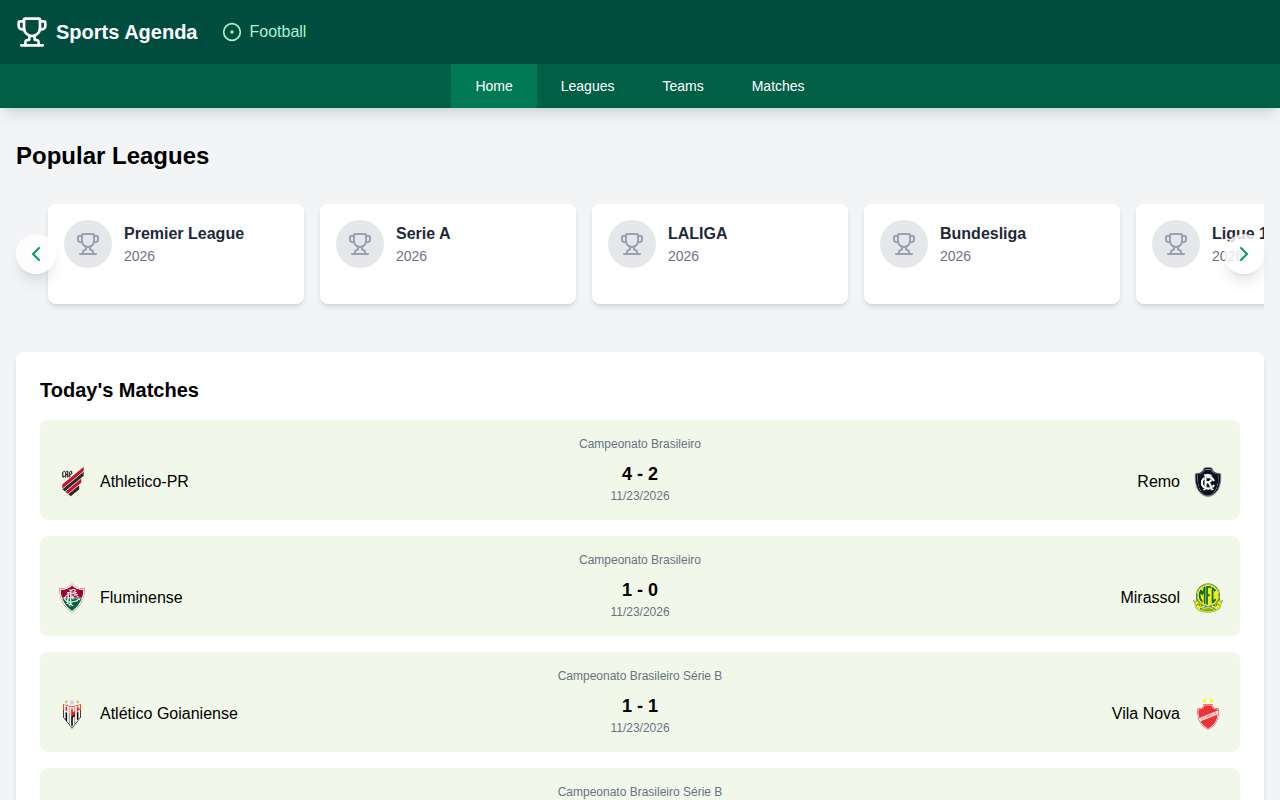 Sports Agenda
Football
Home
Leagues
Teams
Matches
Popular Leagues
Premier League
2026
Serie A
2026
LALIGA
2026
Bundesliga
2026
Ligue 1
Today's Matches
Campeonato Brasileiro
Athletico-PR
4 - 2
Remo
11/23/2026
Campeonato Brasileiro
Fluminense
1 - 0
Mirassol
11/23/2026
Campeonato Brasileiro Série B
Atlético Goianiense
1 - 1
Vila Nova
11/23/2026
Campeonato Brasileiro Série B